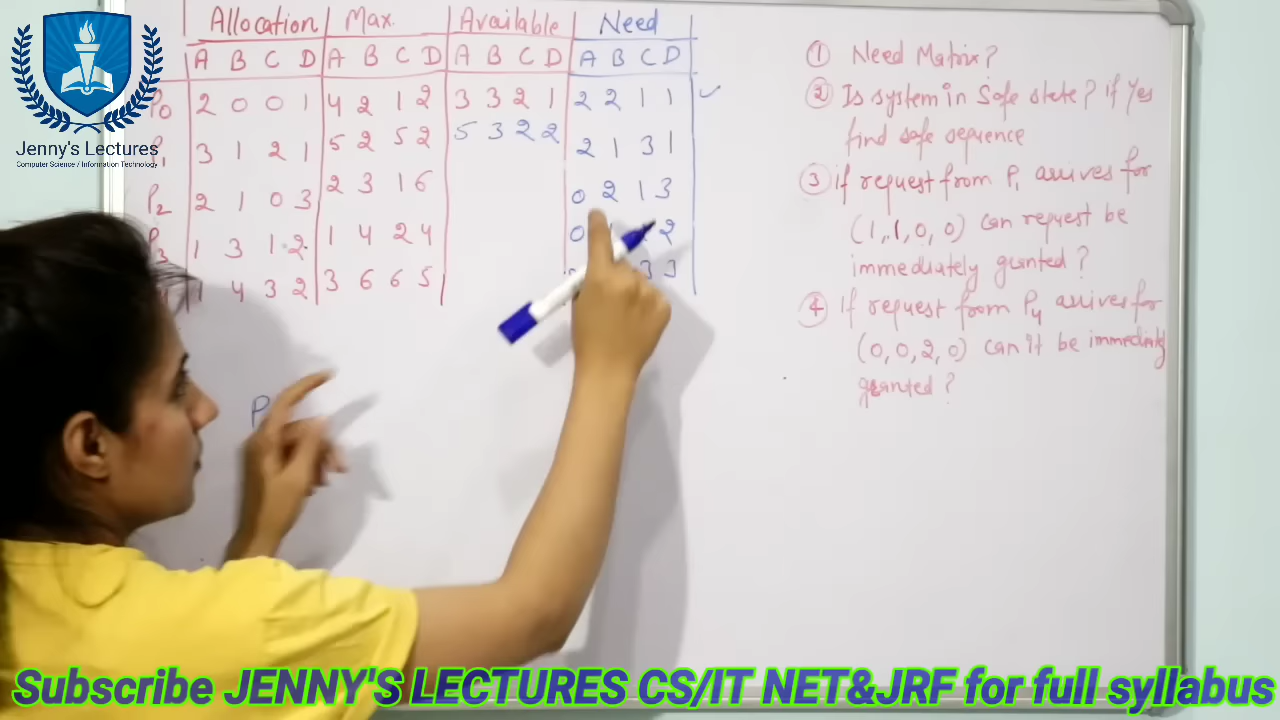 Allocation Max. Available Need
A B C D A B C D A B C D A B C D
P0 2 0 0 1 4 2 1 2 3 3 2 1 2 2 1 1 ✓
3 1 2 1 5 2 5 2 5 3 2 2 2 1 3 1
P2 2 1 0 3 2 3 1 6 0 2 1 3
1 3 1 2 1 4 2 4 0 1 2
1 4 3 2 3 6 6 5 3 3
P
① Need Matrix?
② Is system in Safe state? if Yes
find safe sequence
③ if request from P1 arrives for
(1, 1, 0, 0) can request be
immediately granted?
④ If request from P4 arrives for
(0, 0, 2, 0) can it be immediately
granted?
Jenny's Lectures
Computer Science / Information Technology
Subscribe JENNY'S LECTURES CS/IT NET&JRF for full syllabus